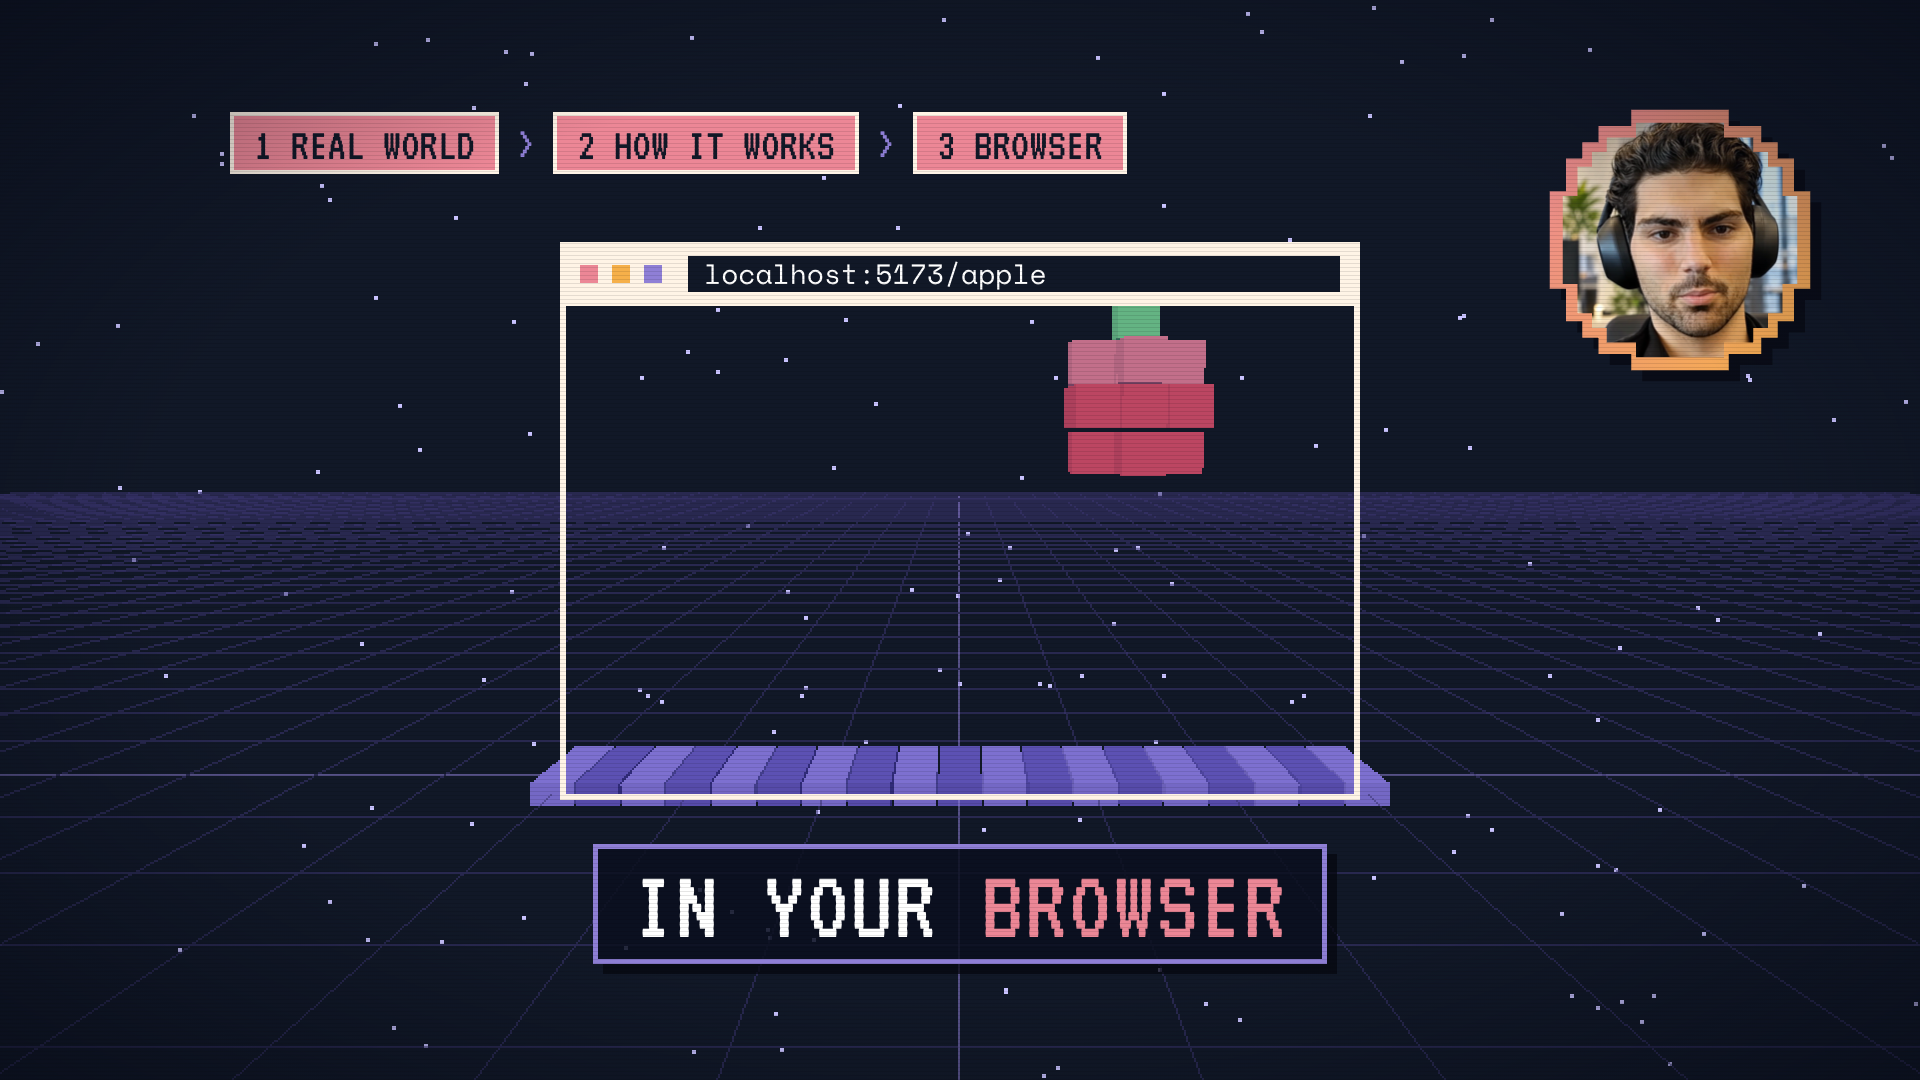 1 REAL WORLD › 2 HOW IT WORKS › 3 BROWSER
localhost:5173/apple
IN YOUR BROWSER